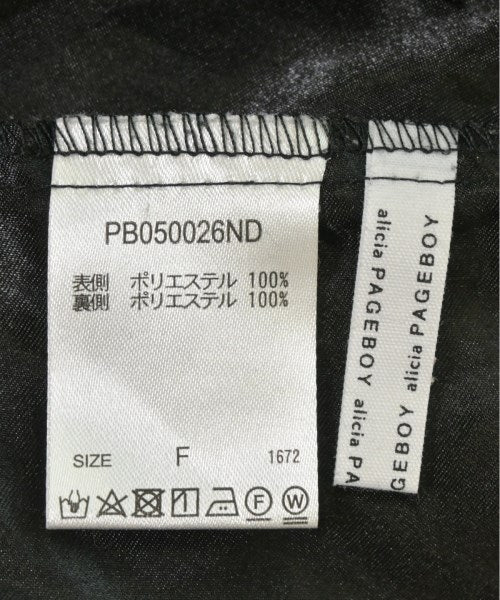 PB050026ND
表側 ポリエステル 100%
裏側 ポリエステル 100%
SIZE F 1672
F W
alicia PAGEBOY alicia PA
GEBOY alicia PAGEBOY